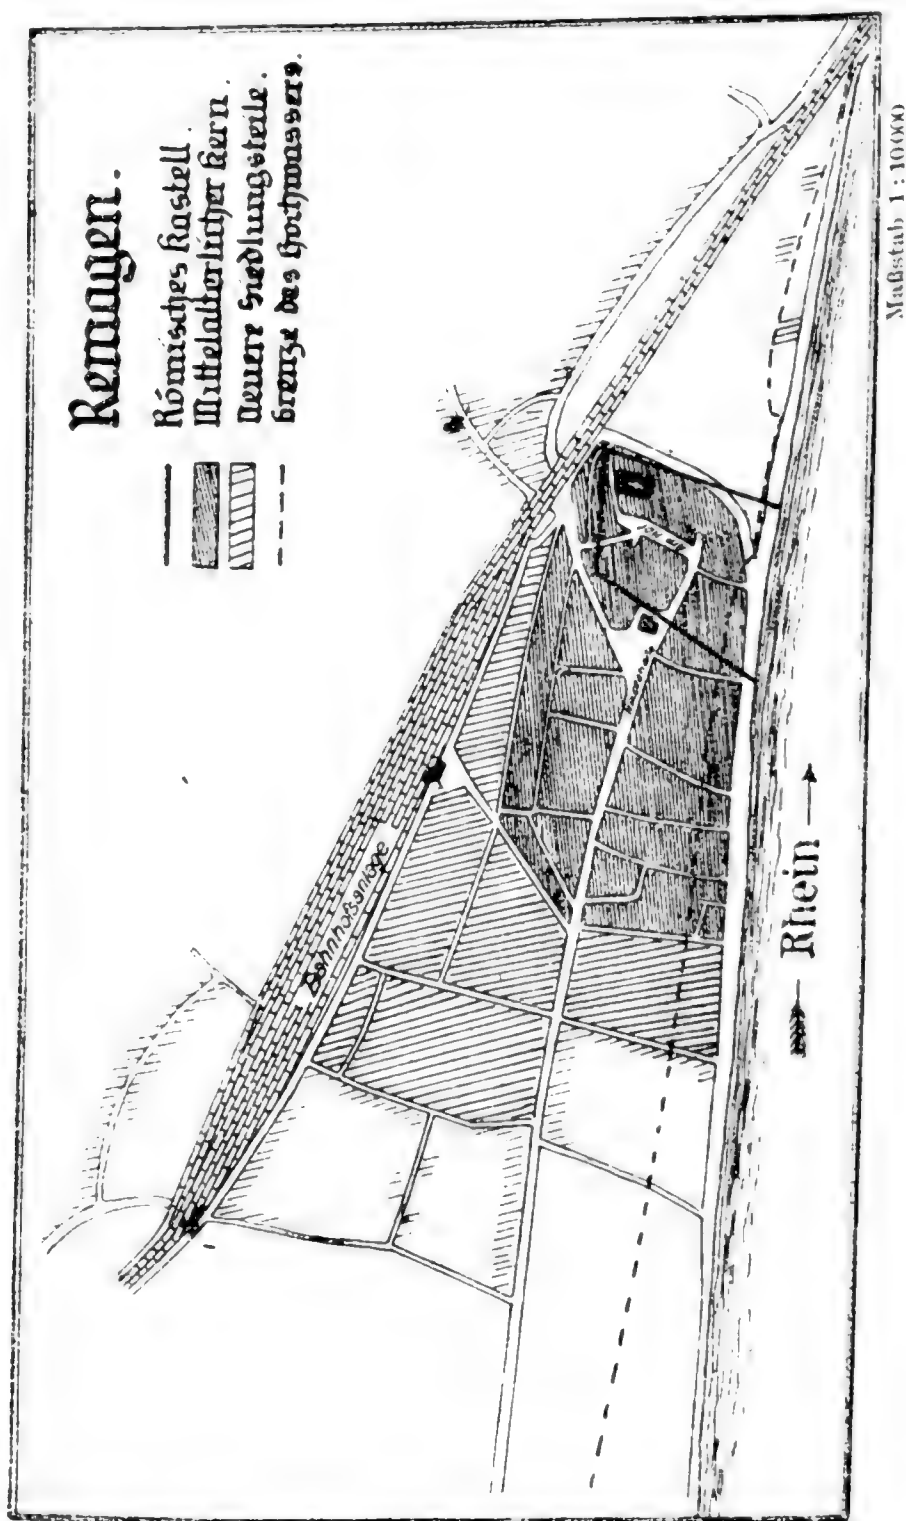 Remagen.
Römisches Kastell.
Mittelalterlicher Kern.
Neuere Siedlungsteile.
Grenze des Hochwassers.
Bahnhofsanlage
Rhein
Maßstab 1:10000